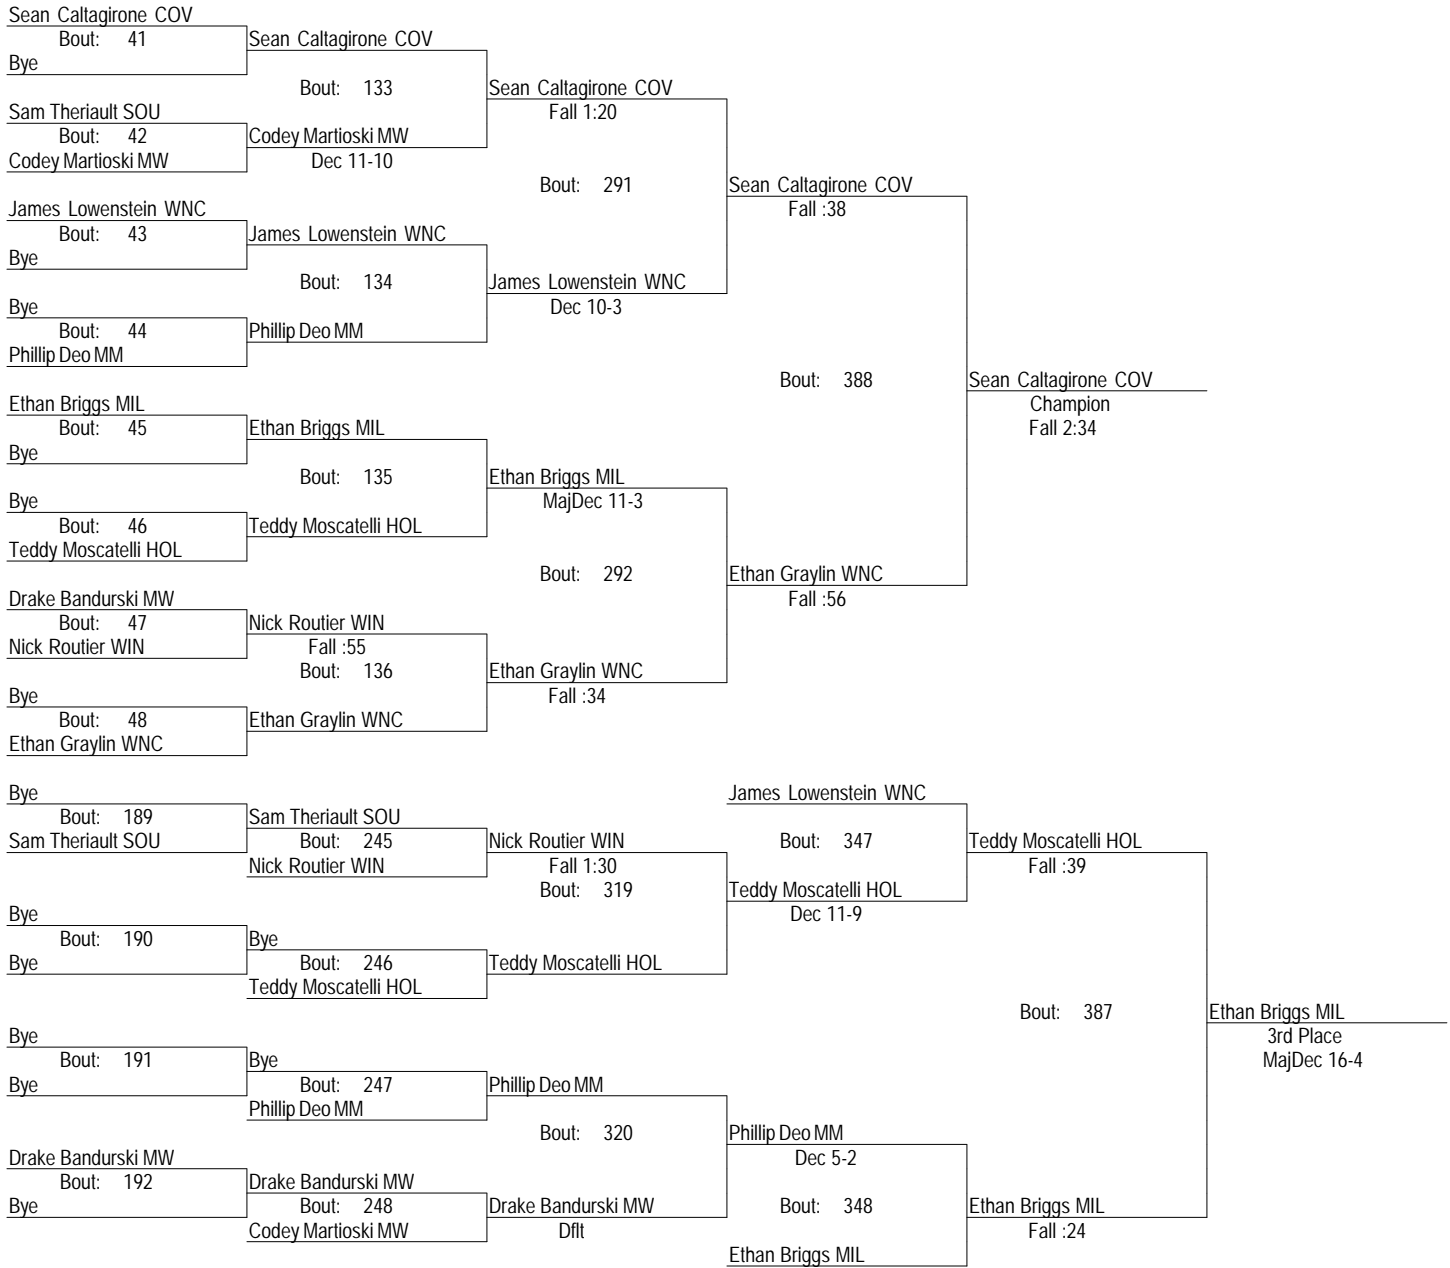 Sean Caltagirone COV
Bout: 41 Sean Caltagirone COV
Bye
Bout: 133 Sean Caltagirone COV
Sam Theriault SOU Fall 1:20
Bout: 42 Codey Martioski MW
Codey Martioski MW Dec 11-10
Bout: 291 Sean Caltagirone COV
James Lowenstein WNC Fall :38
Bout: 43 James Lowenstein WNC
Bye
Bout: 134 James Lowenstein WNC
Bye Dec 10-3
Bout: 44 Phillip Deo MM
Phillip Deo MM
Bout: 388 Sean Caltagirone COV
Ethan Briggs MIL Champion
Bout: 45 Ethan Briggs MIL Fall 2:34
Bye
Bout: 135 Ethan Briggs MIL
Bye MajDec 11-3
Bout: 46 Teddy Moscatelli HOL
Teddy Moscatelli HOL
Bout: 292 Ethan Graylin WNC
Drake Bandurski MW Fall :56
Bout: 47 Nick Routier WIN
Nick Routier WIN Fall :55
Bout: 136 Ethan Graylin WNC
Bye Fall :34
Bout: 48 Ethan Graylin WNC
Ethan Graylin WNC
Bye James Lowenstein WNC
Bout: 189 Sam Theriault SOU
Sam Theriault SOU Bout: 245 Nick Routier WIN Bout: 347 Teddy Moscatelli HOL
Nick Routier WIN Fall 1:30 Fall :39
Bout: 319 Teddy Moscatelli HOL
Bye Dec 11-9
Bout: 190 Bye
Bye Bout: 246 Teddy Moscatelli HOL
Teddy Moscatelli HOL
Bout: 387 Ethan Briggs MIL
Bye 3rd Place
Bout: 191 Bye MajDec 16-4
Bye Bout: 247 Phillip Deo MM
Phillip Deo MM
Bout: 320 Phillip Deo MM
Drake Bandurski MW Dec 5-2
Bout: 192 Drake Bandurski MW
Bye Bout: 248 Drake Bandurski MW Bout: 348 Ethan Briggs MIL
Codey Martioski MW Dflt Fall :24
Ethan Briggs MIL